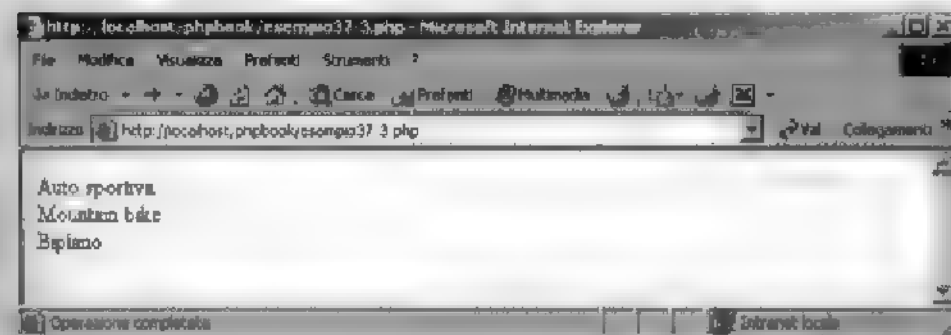 http://localhost/phpbook/esempio37-3.php - Microsoft Internet Explorer
File Modifica Visualizza Preferiti Strumenti ?
Indietro Cerca Preferiti Multimedia
Indirizzo http://localhost/phpbook/esempio37-3.php Vai Collegamenti »
Auto sportiva
Mountain bike
Biplano
Operazione completata Intranet locale